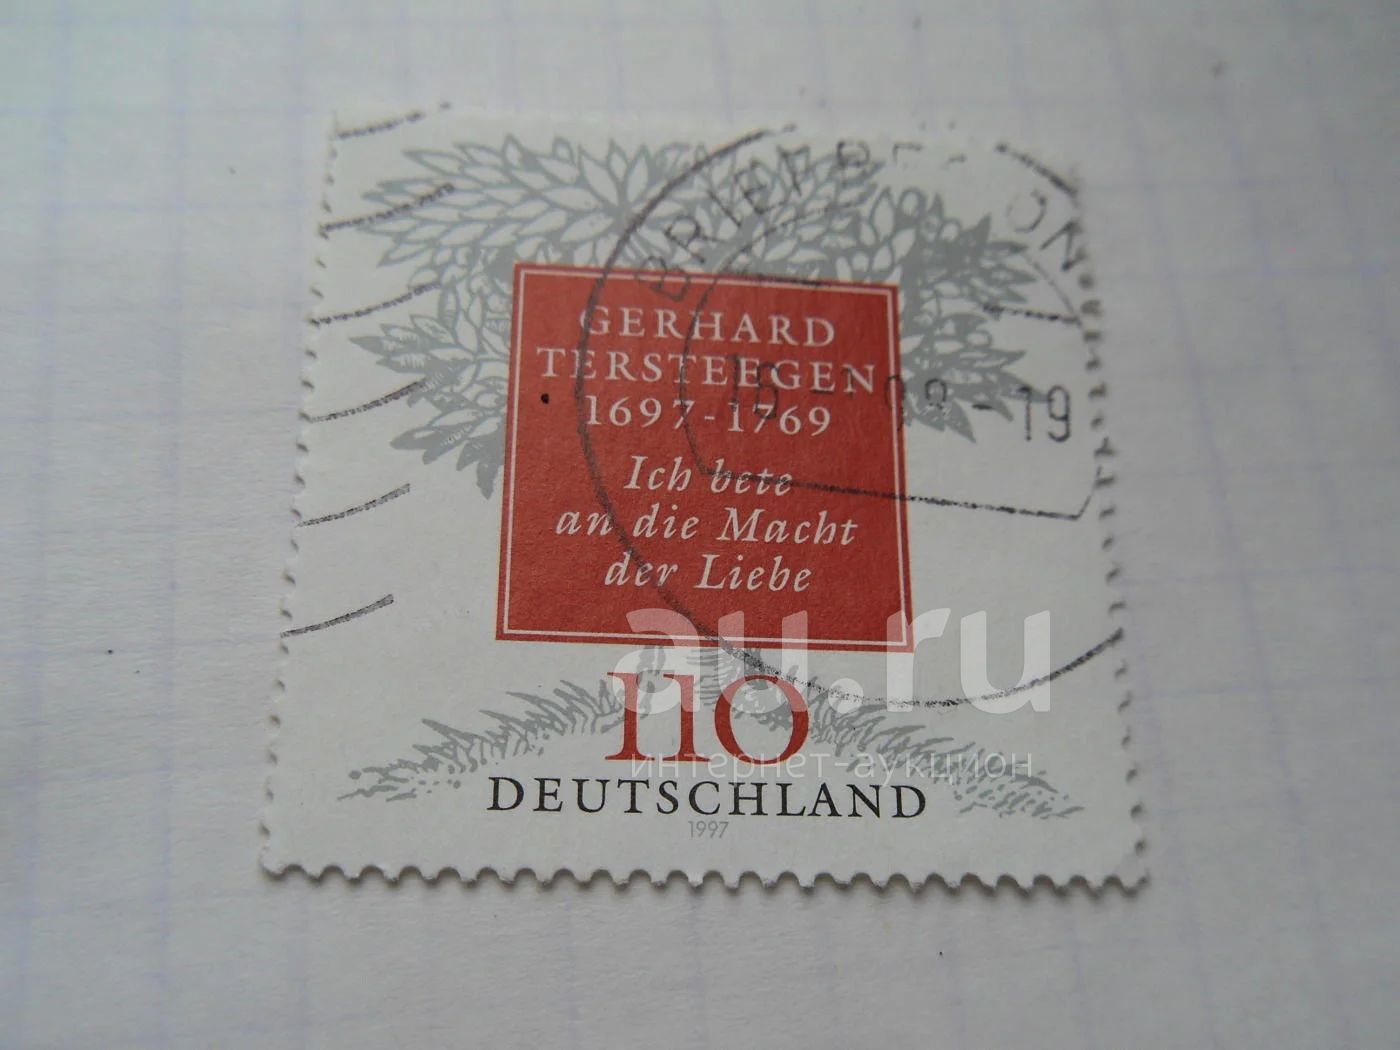 GERHARD
TERSTEEGEN
1697-1769
Ich bete
an die Macht
der Liebe
110
DEUTSCHLAND
1997
au.ru
интернет-аукцион